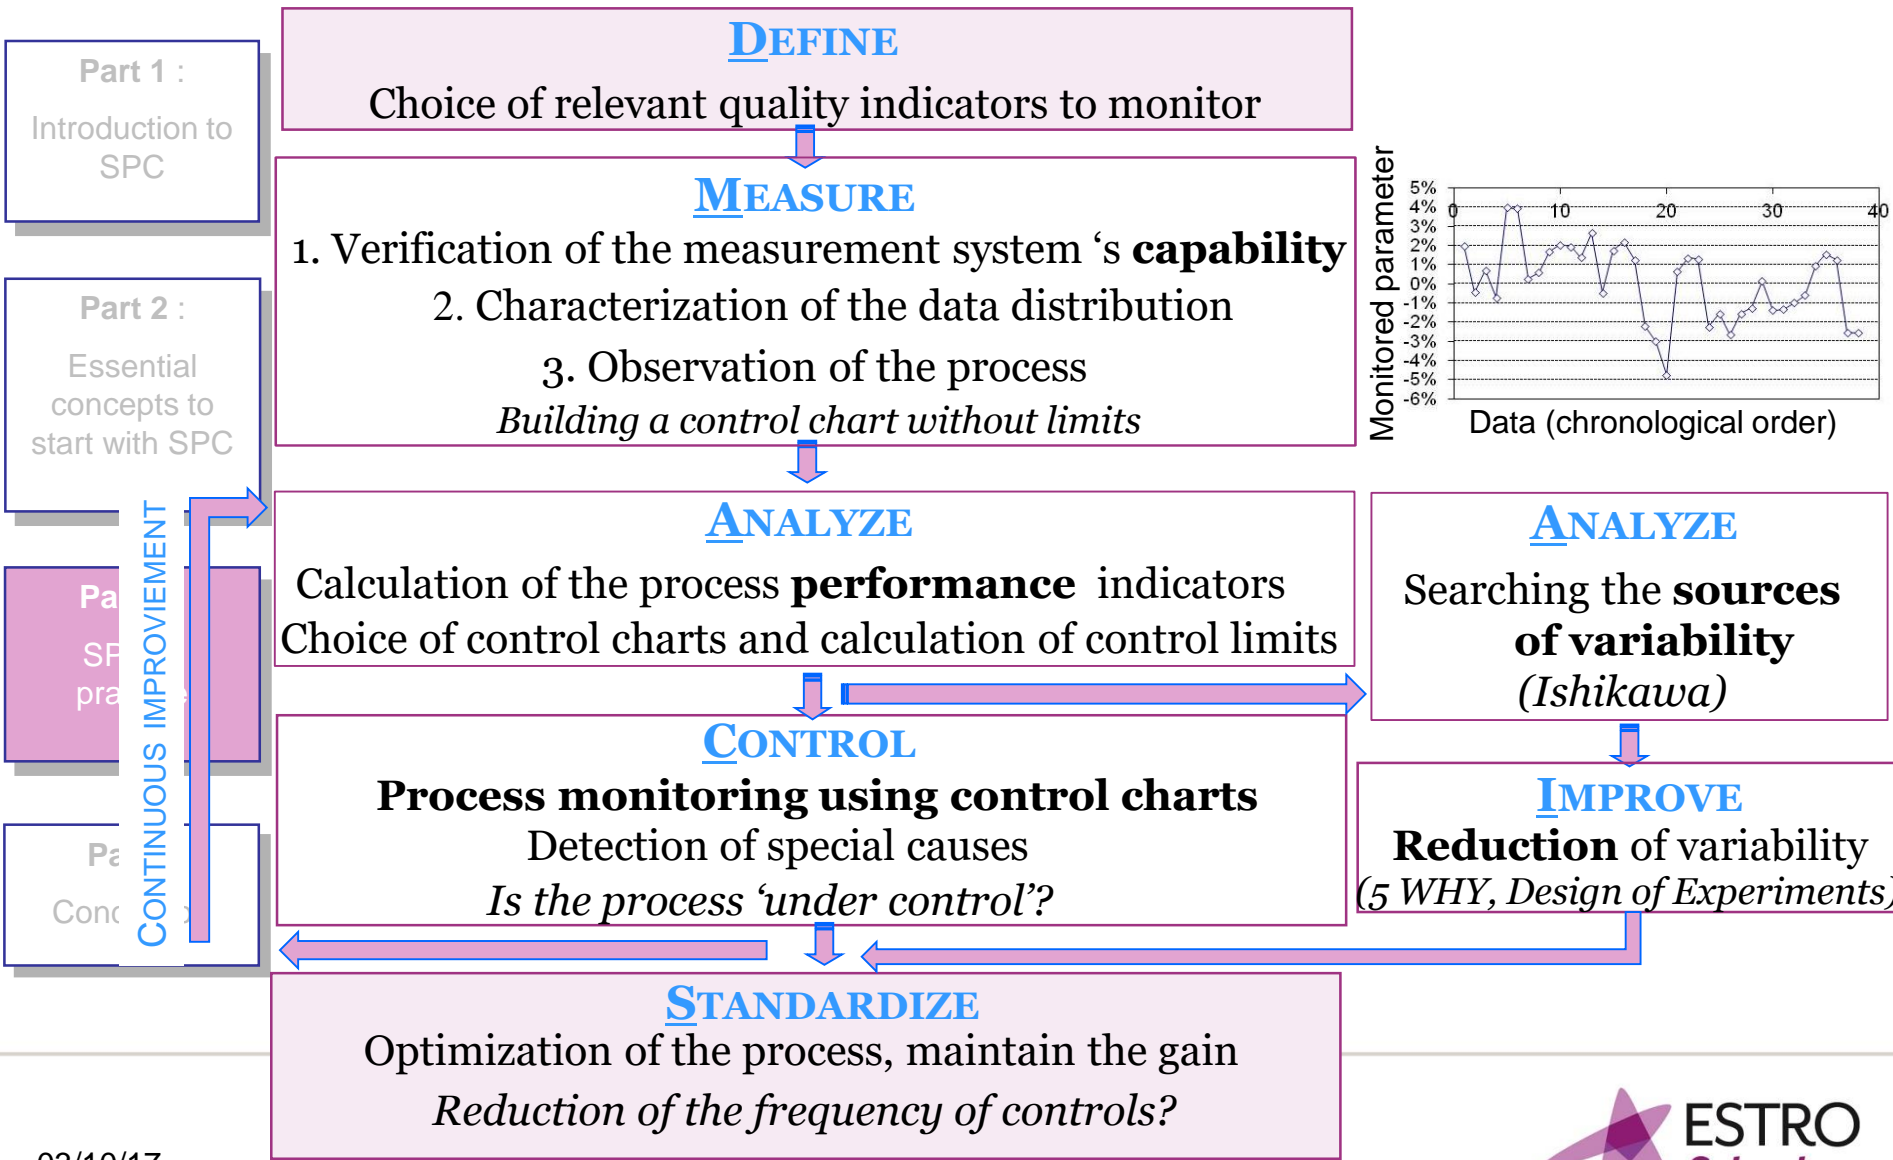 Part 1 :
Introduction to
SPC
Part 2 :
Essential
concepts to
start with SPC
CONTINUOUS IMPROVIEMENT
DEFINE
Choice of relevant quality indicators to monitor
MEASURE
1. Verification of the measurement system ‘s capability
2. Characterization of the data distribution
3. Observation of the process
Building a control chart without limits
Monitored parameter
5%
4%
3%
2%
1%
0%
-1%
-2%
-3%
-4%
-5%
-6%
0 10 20 30 40
Data (chronological order)
ANALYZE
Calculation of the process performance indicators
Choice of control charts and calculation of control limits
ANALYZE
Searching the sources
of variability
(Ishikawa)
CONTROL
Process monitoring using control charts
Detection of special causes
Is the process ‘under control’?
IMPROVE
Reduction of variability
(5 WHY, Design of Experiments)
STANDARDIZE
Optimization of the process, maintain the gain
Reduction of the frequency of controls?
ESTRO